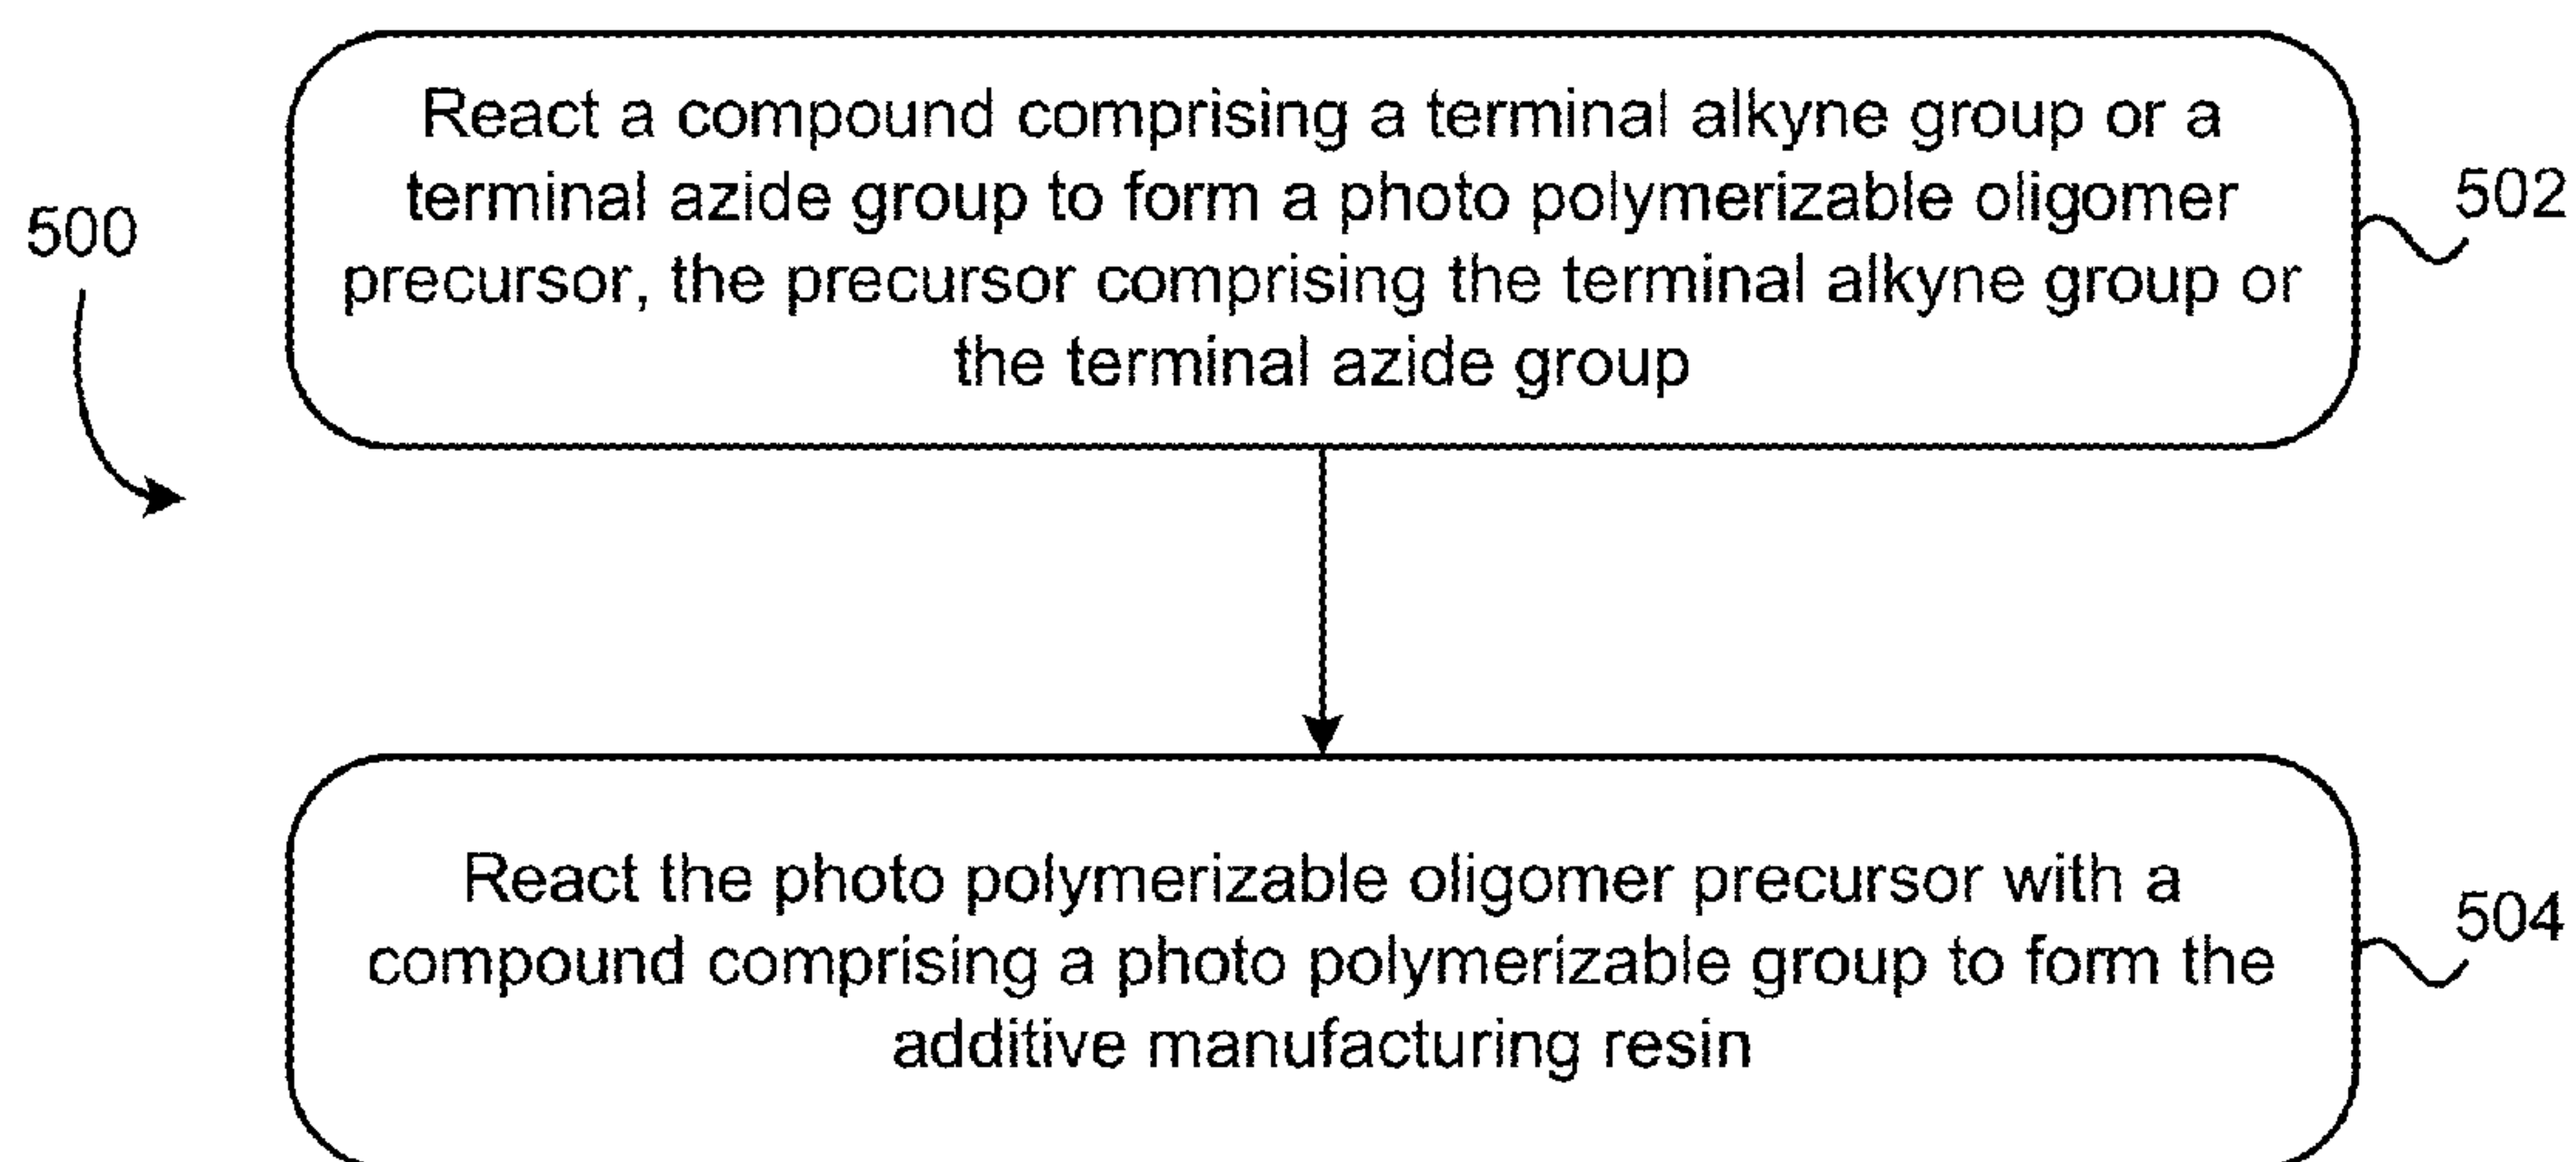 500
React a compound comprising a terminal alkyne group or a
terminal azide group to form a photo polymerizable oligomer
precursor, the precursor comprising the terminal alkyne group or
the terminal azide group
502
React the photo polymerizable oligomer precursor with a
compound comprising a photo polymerizable group to form the
additive manufacturing resin
504